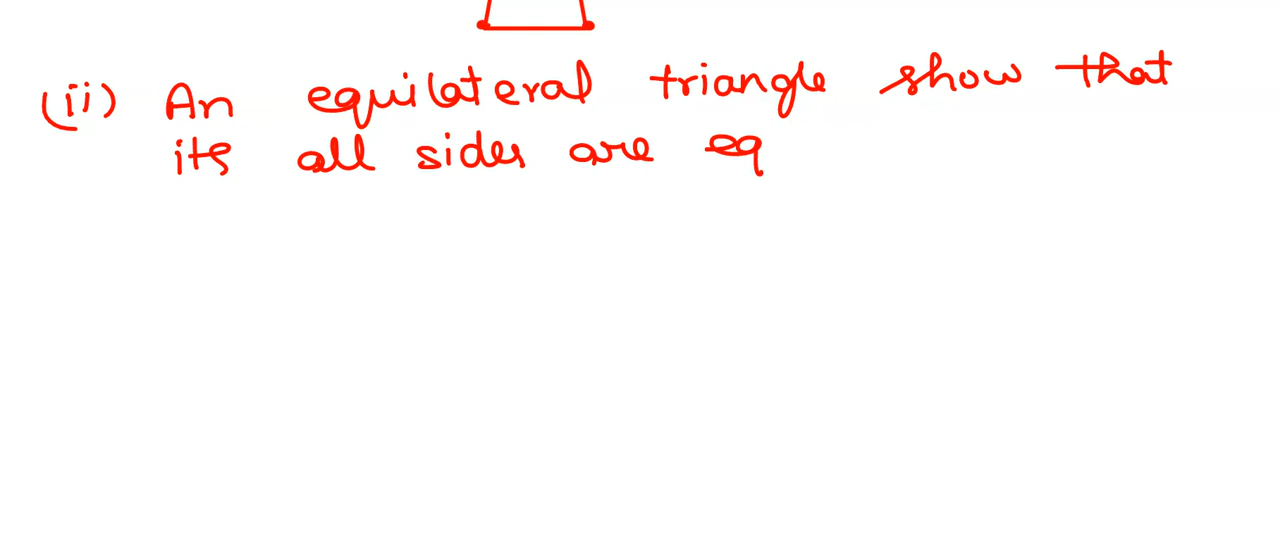 (ii) An equilateral triangle show that
its all sides are eq